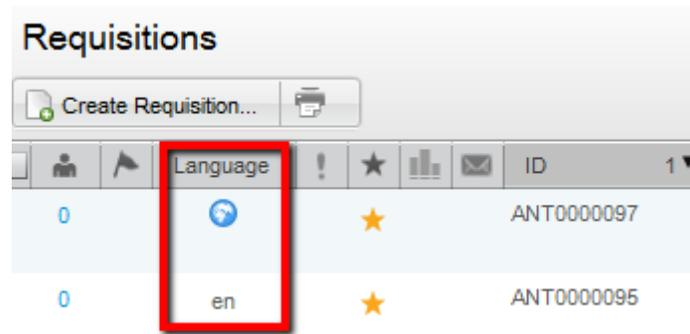 Requisitions
Create Requisition...
Language ID 1
0 ANT0000097
0 en ANT0000095